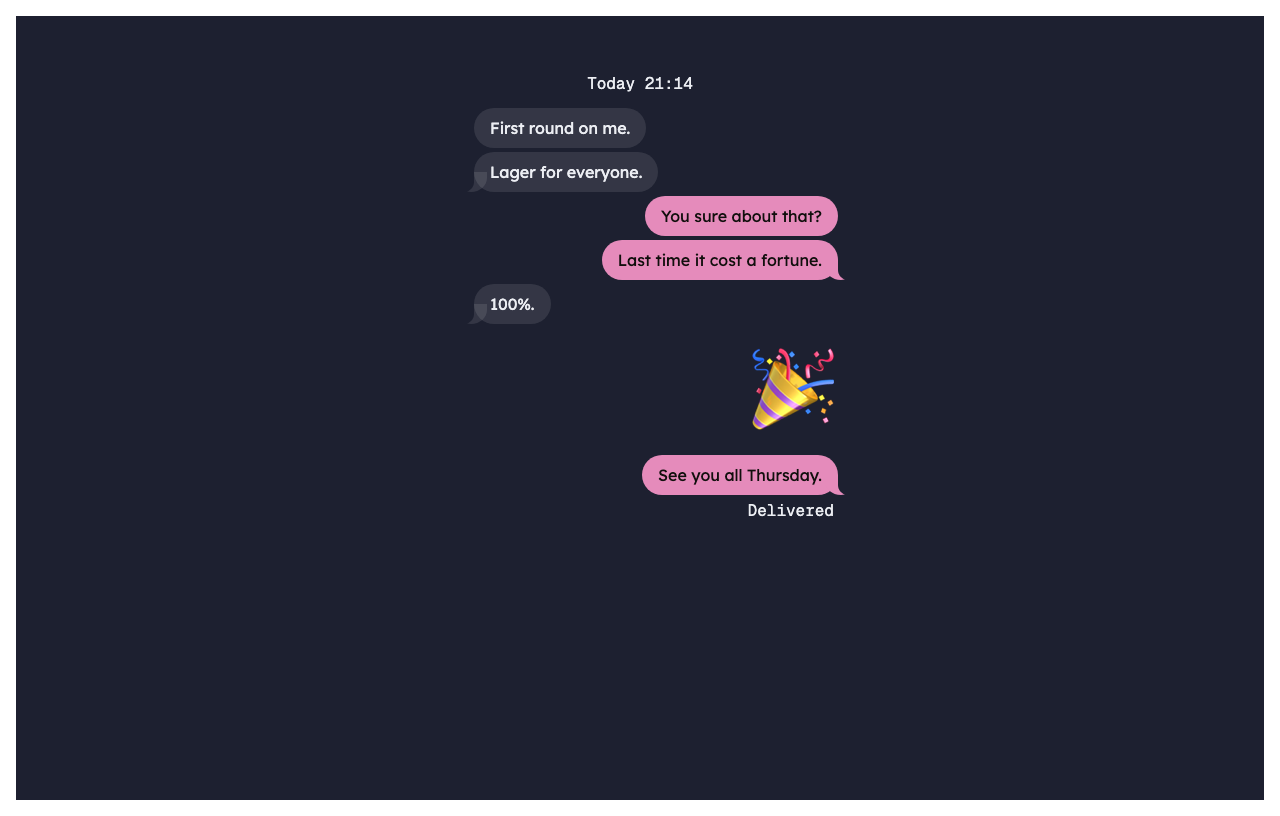 Today 21:14
First round on me.
Lager for everyone.
You sure about that?
Last time it cost a fortune.
100%.
🎉
See you all Thursday.
Delivered